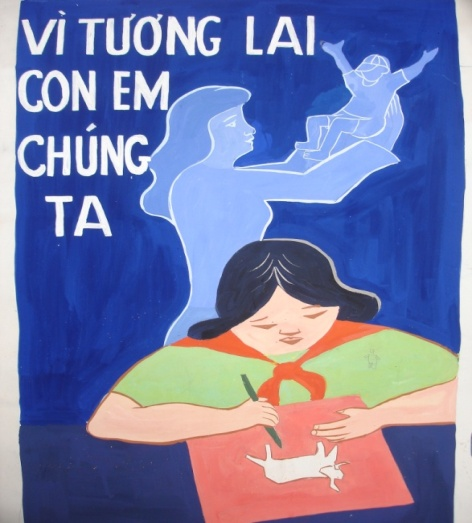 VÌ TƯƠNG LAI
CON EM
CHÚNG
TA